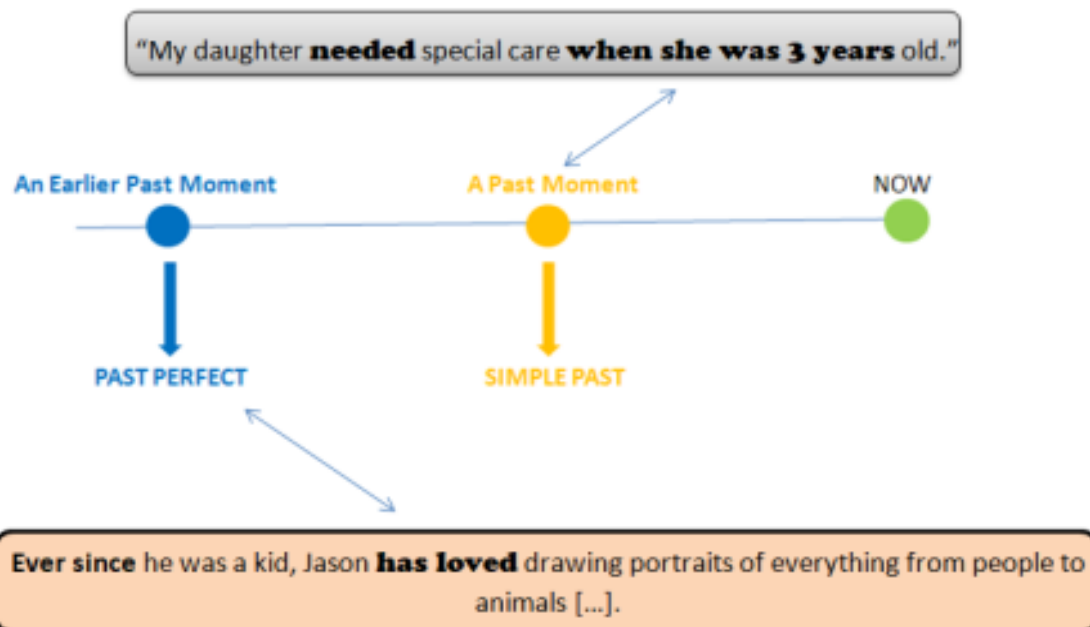 “My daughter needed special care when she was 3 years old.”
An Earlier Past Moment
A Past Moment
NOW
PAST PERFECT
SIMPLE PAST
Ever since he was a kid, Jason has loved drawing portraits of everything from people to
animals [...].